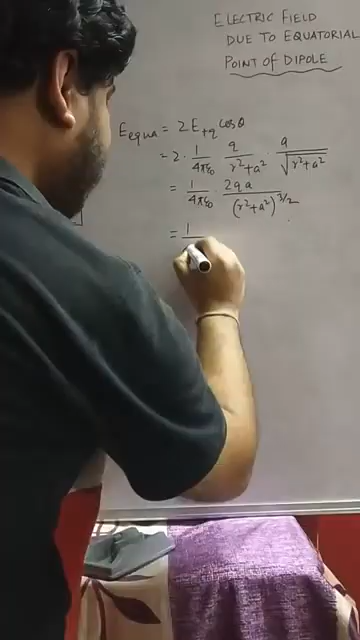 ELECTRIC FIELD
DUE TO EQUATORIAL
POINT OF DIPOLE
E equa = 2E+q cosθ
= 2 · 1/4πε0 · q/r²+a² · a/√r²+a²
= 1/4πε0 · 2qa/(r²+a²)^3/2
= 1